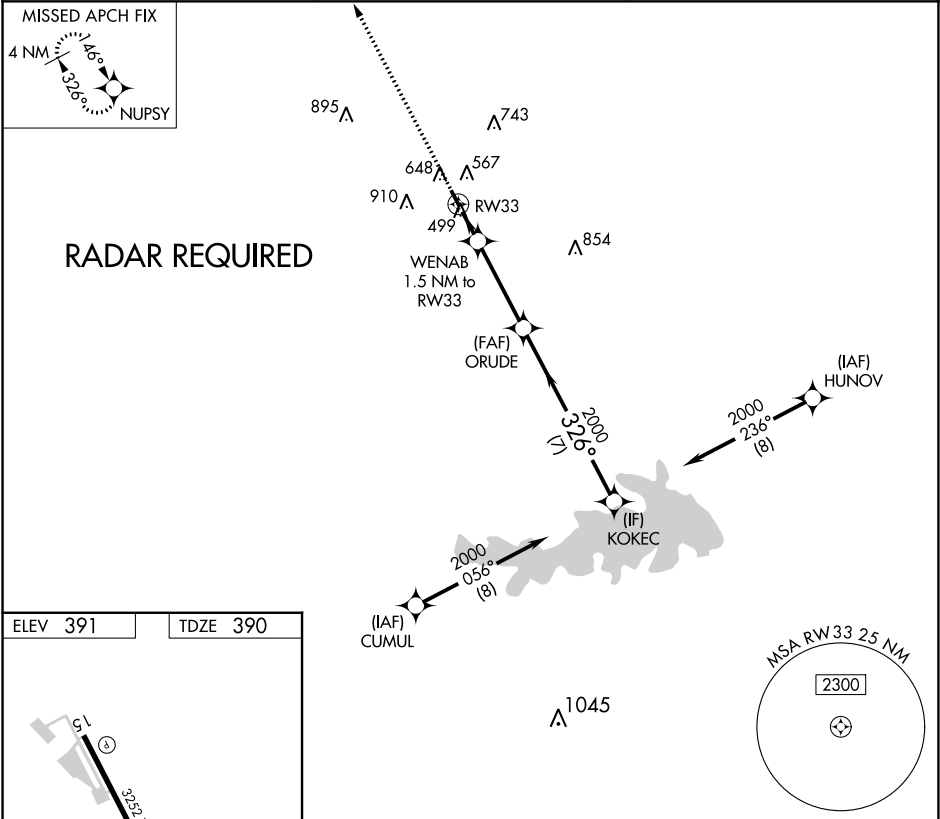 MISSED APCH FIX
4 NM
146°
326°
NUPSY
895
743
648
567
910
RW33
499
854
RADAR REQUIRED
WENAB
1.5 NM to
RW33
(FAF)
ORUDE
(IAF)
HUNOV
2000
236°
(8)
2000
326°
(7)
(IF)
KOKEC
2000
056°
(8)
(IAF)
CUMUL
ELEV 391
TDZE 390
MSA RW33 25 NM
2300
1045
15
P
3252